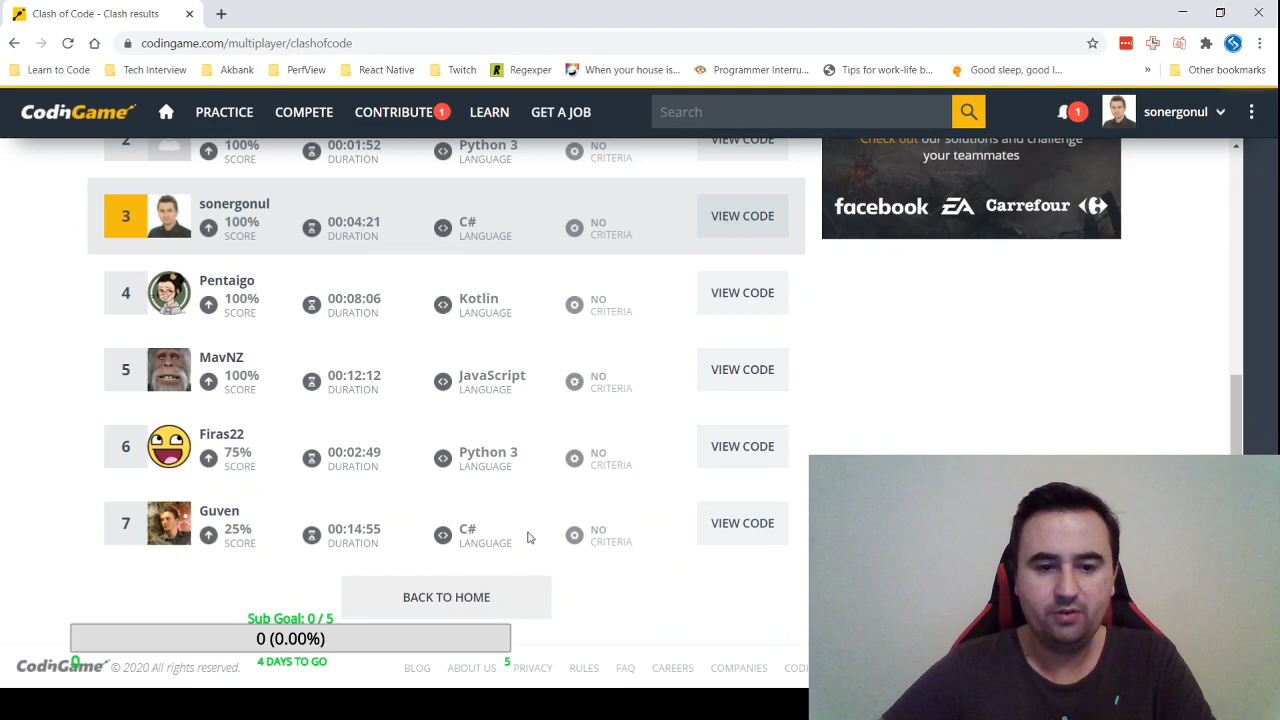 Clash of Code - Clash results
codingame.com/multiplayer/clashofcode
Learn to Code Tech Interview Akbank PerfView React Native Twitch Regexper When your house is... Programmer Interru... Tips for work-life b... Good sleep, good l... » Other bookmarks
CodinGame PRACTICE COMPETE CONTRIBUTE 1 LEARN GET A JOB Search 1 sonergonul
2 100% 00:01:52 Python 3 NO VIEW CODE
SCORE DURATION LANGUAGE CRITERIA
Check out our solutions and challenge
your teammates
facebook EA Carrefour
sonergonul
3 100% 00:04:21 C# NO VIEW CODE
SCORE DURATION LANGUAGE CRITERIA
Pentaigo
4 100% 00:08:06 Kotlin NO VIEW CODE
SCORE DURATION LANGUAGE CRITERIA
MavNZ
5 100% 00:12:12 JavaScript NO VIEW CODE
SCORE DURATION LANGUAGE CRITERIA
Firas22
6 75% 00:02:49 Python 3 NO VIEW CODE
SCORE DURATION LANGUAGE CRITERIA
Guven
7 25% 00:14:55 C# NO VIEW CODE
SCORE DURATION LANGUAGE CRITERIA
BACK TO HOME
Sub Goal: 0 / 5
0 (0.00%)
0 4 DAYS TO GO 5
CodinGame © 2020 All rights reserved. BLOG ABOUT US PRIVACY RULES FAQ CAREERS COMPANIES CODI